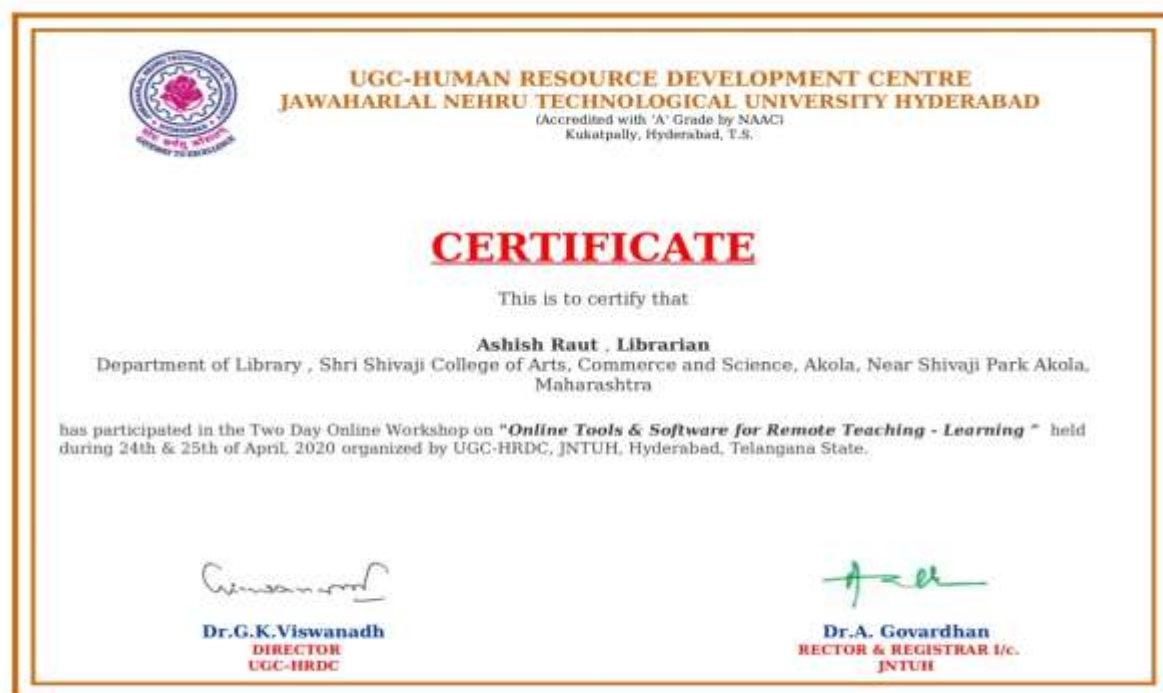 UGC-HUMAN RESOURCE DEVELOPMENT CENTRE
JAWAHARLAL NEHRU TECHNOLOGICAL UNIVERSITY HYDERABAD
(Accredited with 'A' Grade by NAAC)
Kukatpally, Hyderabad, T.S.
CERTIFICATE
This is to certify that
Ashish Raut , Librarian
Department of Library , Shri Shivaji College of Arts, Commerce and Science, Akola, Near Shivaji Park Akola,
Maharashtra
has participated in the Two Day Online Workshop on "Online Tools & Software for Remote Teaching - Learning " held
during 24th & 25th of April, 2020 organized by UGC-HRDC, JNTUH, Hyderabad, Telangana State.
Dr.G.K.Viswanadh
DIRECTOR
UGC-HRDC
Dr.A. Govardhan
RECTOR & REGISTRAR I/c.
JNTUH